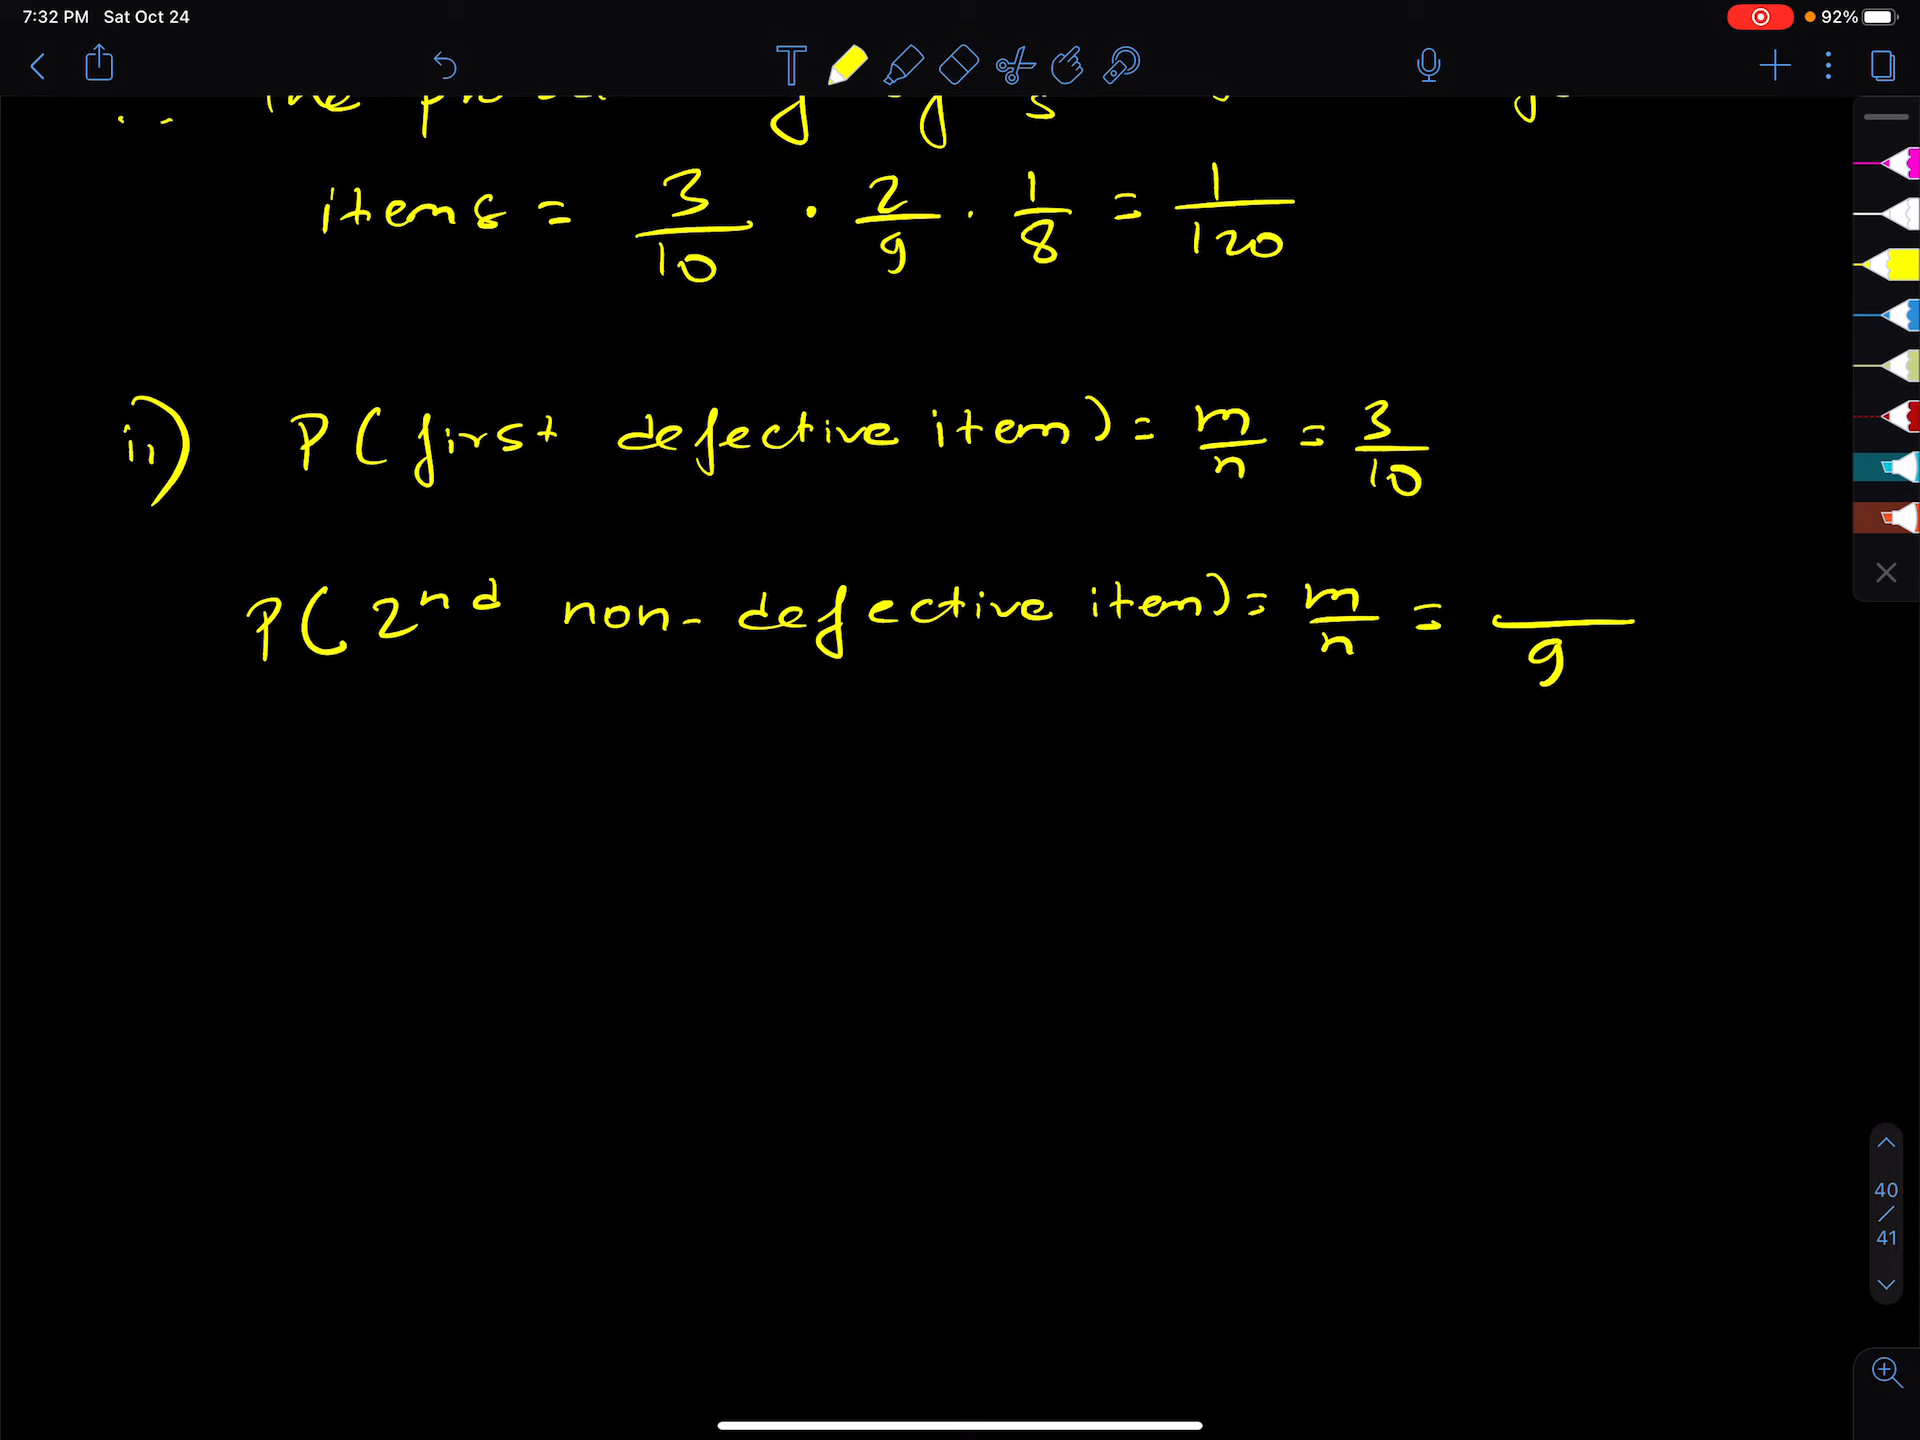 7:32 PM Sat Oct 24
92%
∴ The
items = 3/10 · 2/9 · 1/8 = 1/120
ii) P(first defective item) = m/n = 3/10
P(2nd non-defective item) = m/n = /9
40
/
41